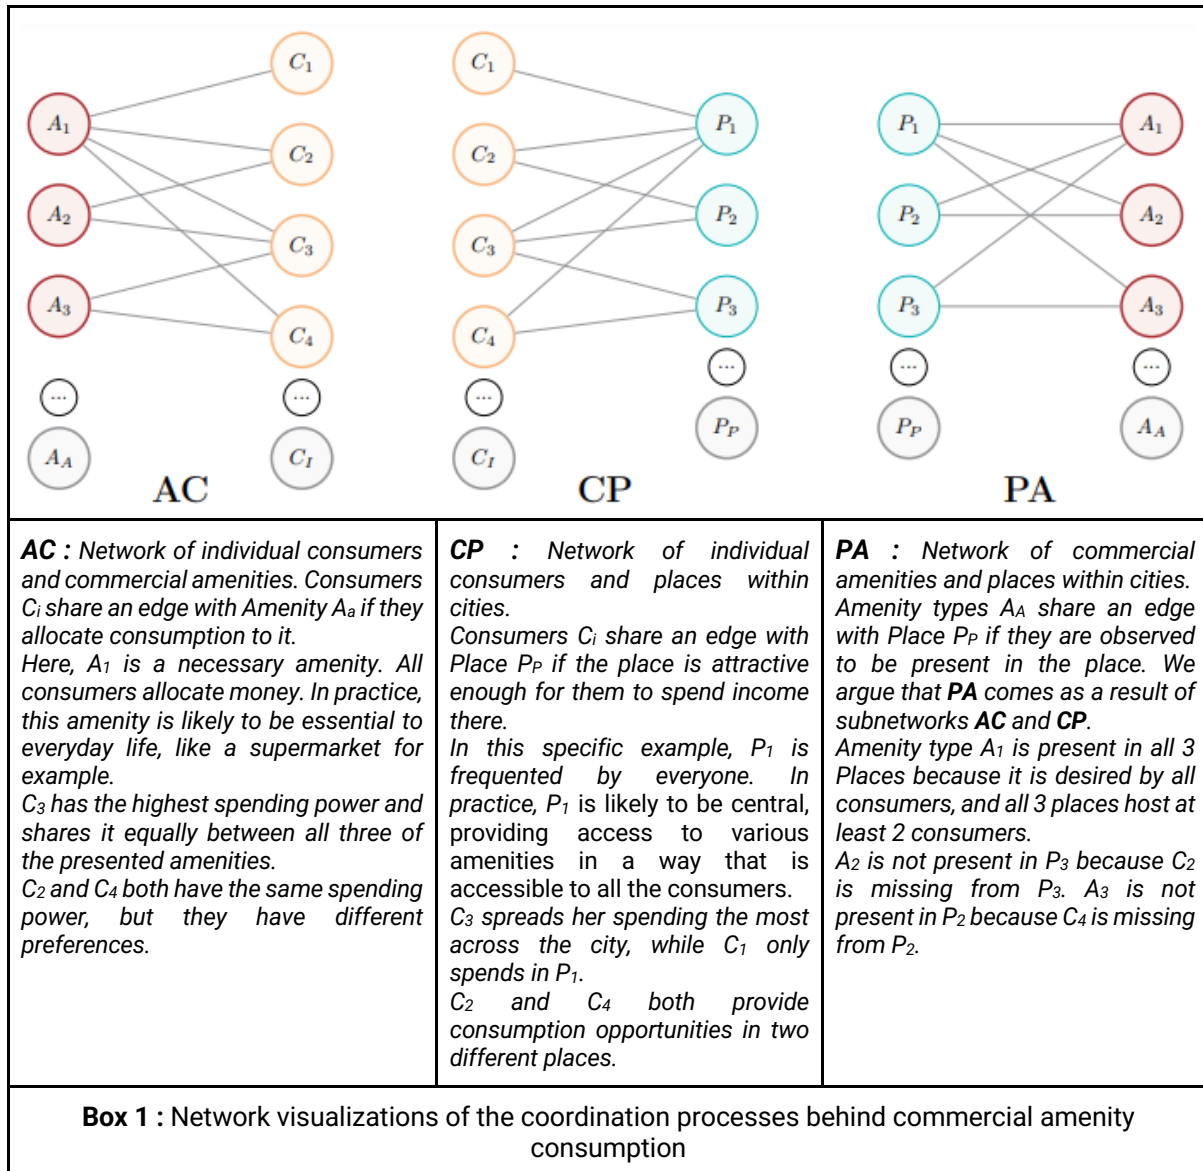 C1
C1
A1
P1
P1
A1
C2
C2
A2
P2
P2
A2
C3
C3
A3
P3
P3
A3
C4
C4
...
...
...
...
...
...
PP
PP
AA
AA
CI
CI
AC
CP
PA
AC : Network of individual consumers
and commercial amenities. Consumers
Ci share an edge with Amenity Aa if they
allocate consumption to it.
Here, A1 is a necessary amenity. All
consumers allocate money. In practice,
this amenity is likely to be essential to
everyday life, like a supermarket for
example.
C3 has the highest spending power and
shares it equally between all three of
the presented amenities.
C2 and C4 both have the same spending
power, but they have different
preferences.
CP : Network of individual
consumers and places within
cities.
Consumers Ci share an edge with
Place PP if the place is attractive
enough for them to spend income
there.
In this specific example, P1 is
frequented by everyone. In
practice, P1 is likely to be central,
providing access to various
amenities in a way that is
accessible to all the consumers.
C3 spreads her spending the most
across the city, while C1 only
spends in P1.
C2 and C4 both provide
consumption opportunities in two
different places.
PA : Network of commercial
amenities and places within cities.
Amenity types AA share an edge
with Place PP if they are observed
to be present in the place. We
argue that PA comes as a result of
subnetworks AC and CP.
Amenity type A1 is present in all 3
Places because it is desired by all
consumers, and all 3 places host at
least 2 consumers.
A2 is not present in P3 because C2
is missing from P3. A3 is not
present in P2 because C4 is missing
from P2.
Box 1 : Network visualizations of the coordination processes behind commercial amenity
consumption